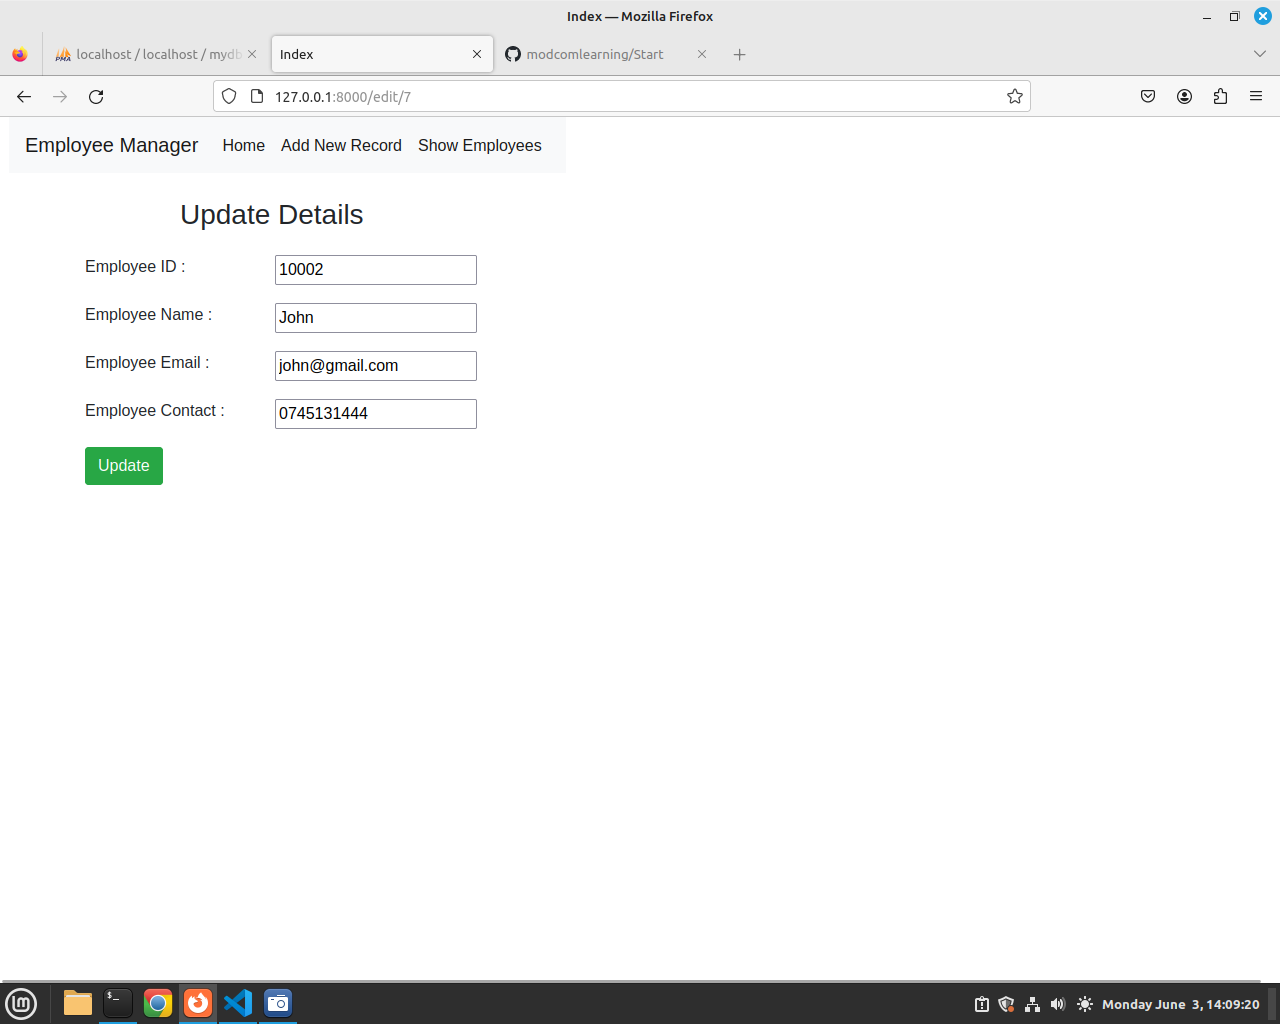 Index — Mozilla Firefox
localhost / localhost / mydb
Index
modcomlearning/Start
127.0.0.1:8000/edit/7
Employee Manager Home Add New Record Show Employees
Update Details
Employee ID : 10002
Employee Name : John
Employee Email : john@gmail.com
Employee Contact : 0745131444
Update
Monday June 3, 14:09:20